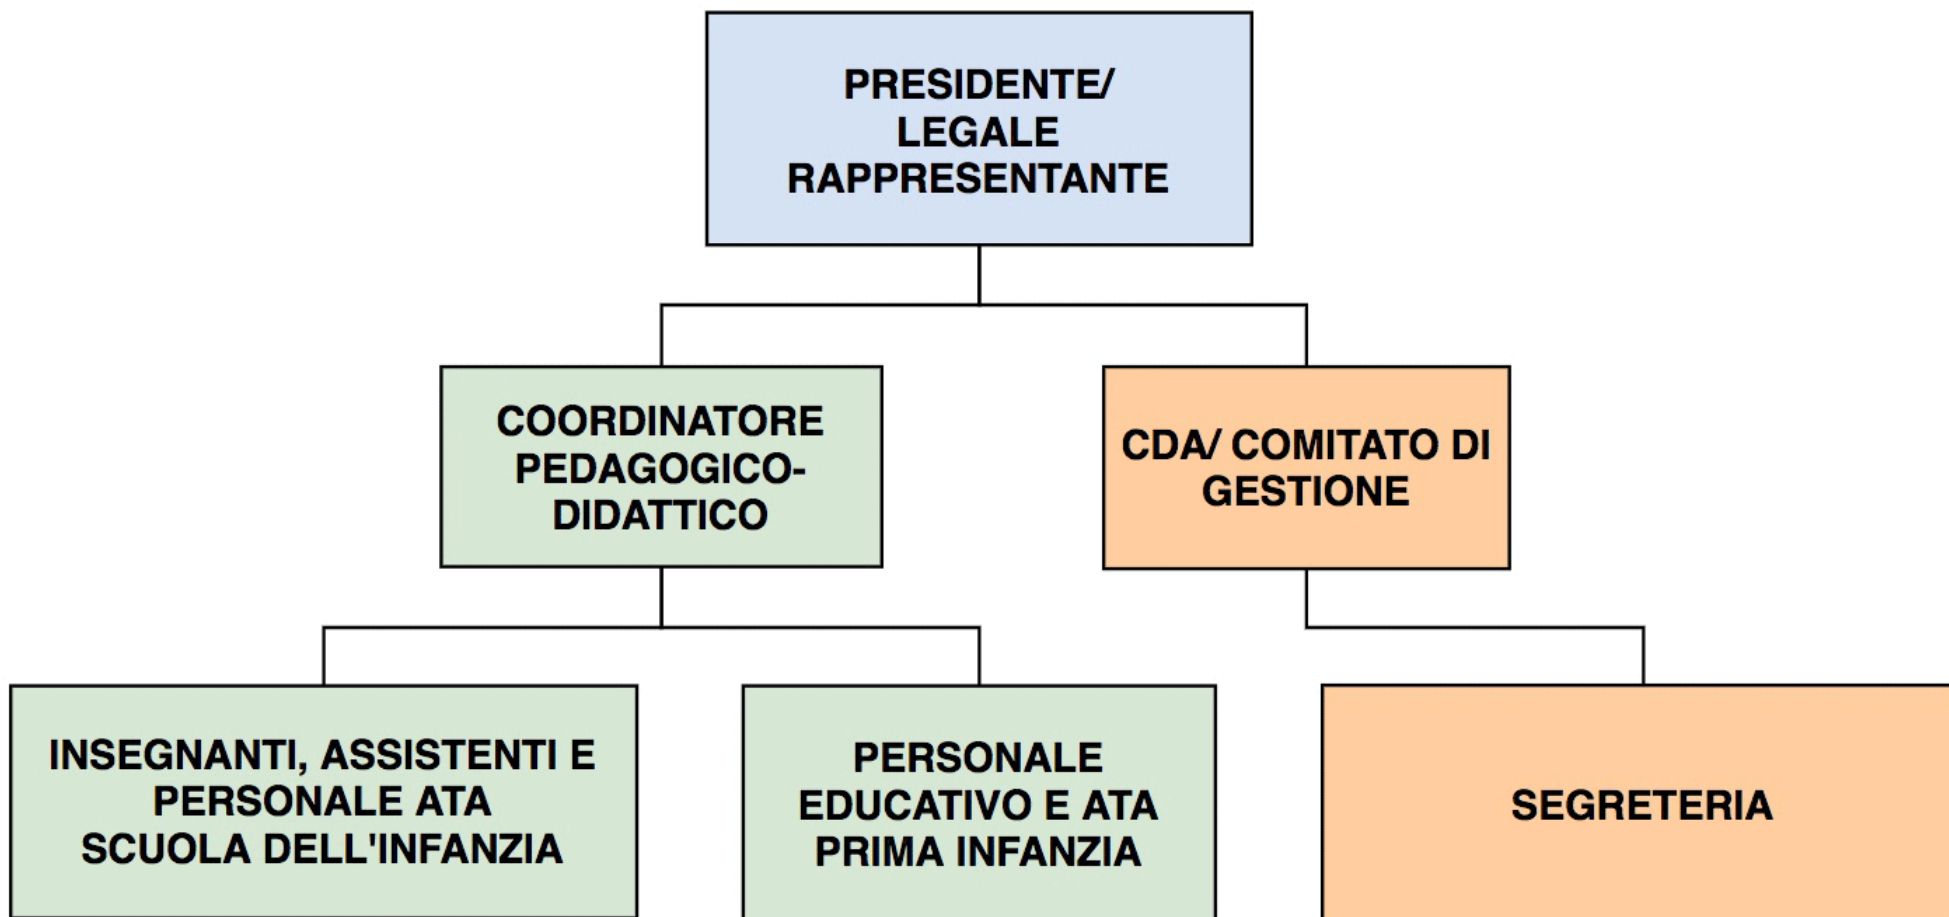 PRESIDENTE/
LEGALE
RAPPRESENTANTE
COORDINATORE
PEDAGOGICO-
DIDATTICO
CDA/ COMITATO DI
GESTIONE
INSEGNANTI, ASSISTENTI E
PERSONALE ATA
SCUOLA DELL'INFANZIA
PERSONALE
EDUCATIVO E ATA
PRIMA INFANZIA
SEGRETERIA